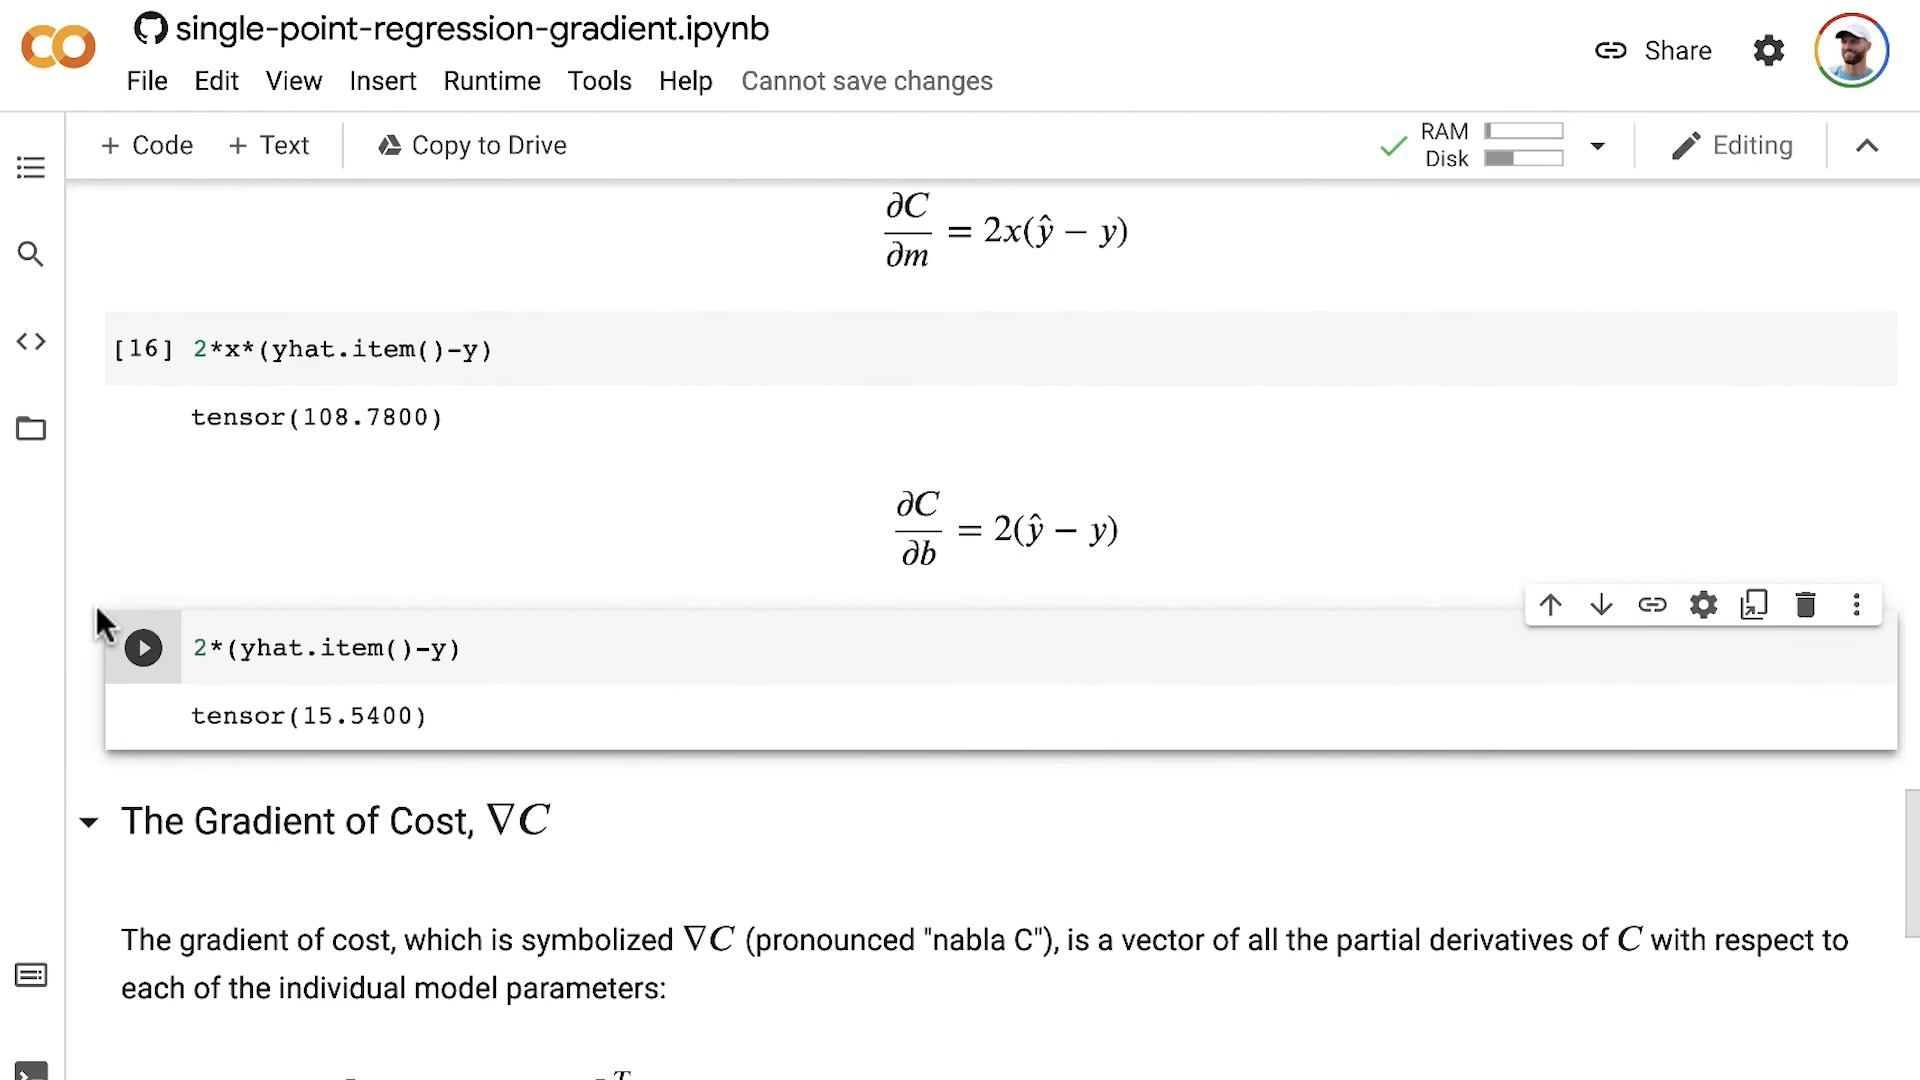 single-point-regression-gradient.ipynb
Share
File Edit View Insert Runtime Tools Help Cannot save changes
+ Code + Text Copy to Drive
RAM
Disk
Editing
∂C/∂m = 2x(ŷ − y)
[16] 2*x*(yhat.item()-y)
tensor(108.7800)
∂C/∂b = 2(ŷ − y)
2*(yhat.item()-y)
tensor(15.5400)
The Gradient of Cost, ∇C
The gradient of cost, which is symbolized ∇C (pronounced "nabla C"), is a vector of all the partial derivatives of C with respect to
each of the individual model parameters:
T